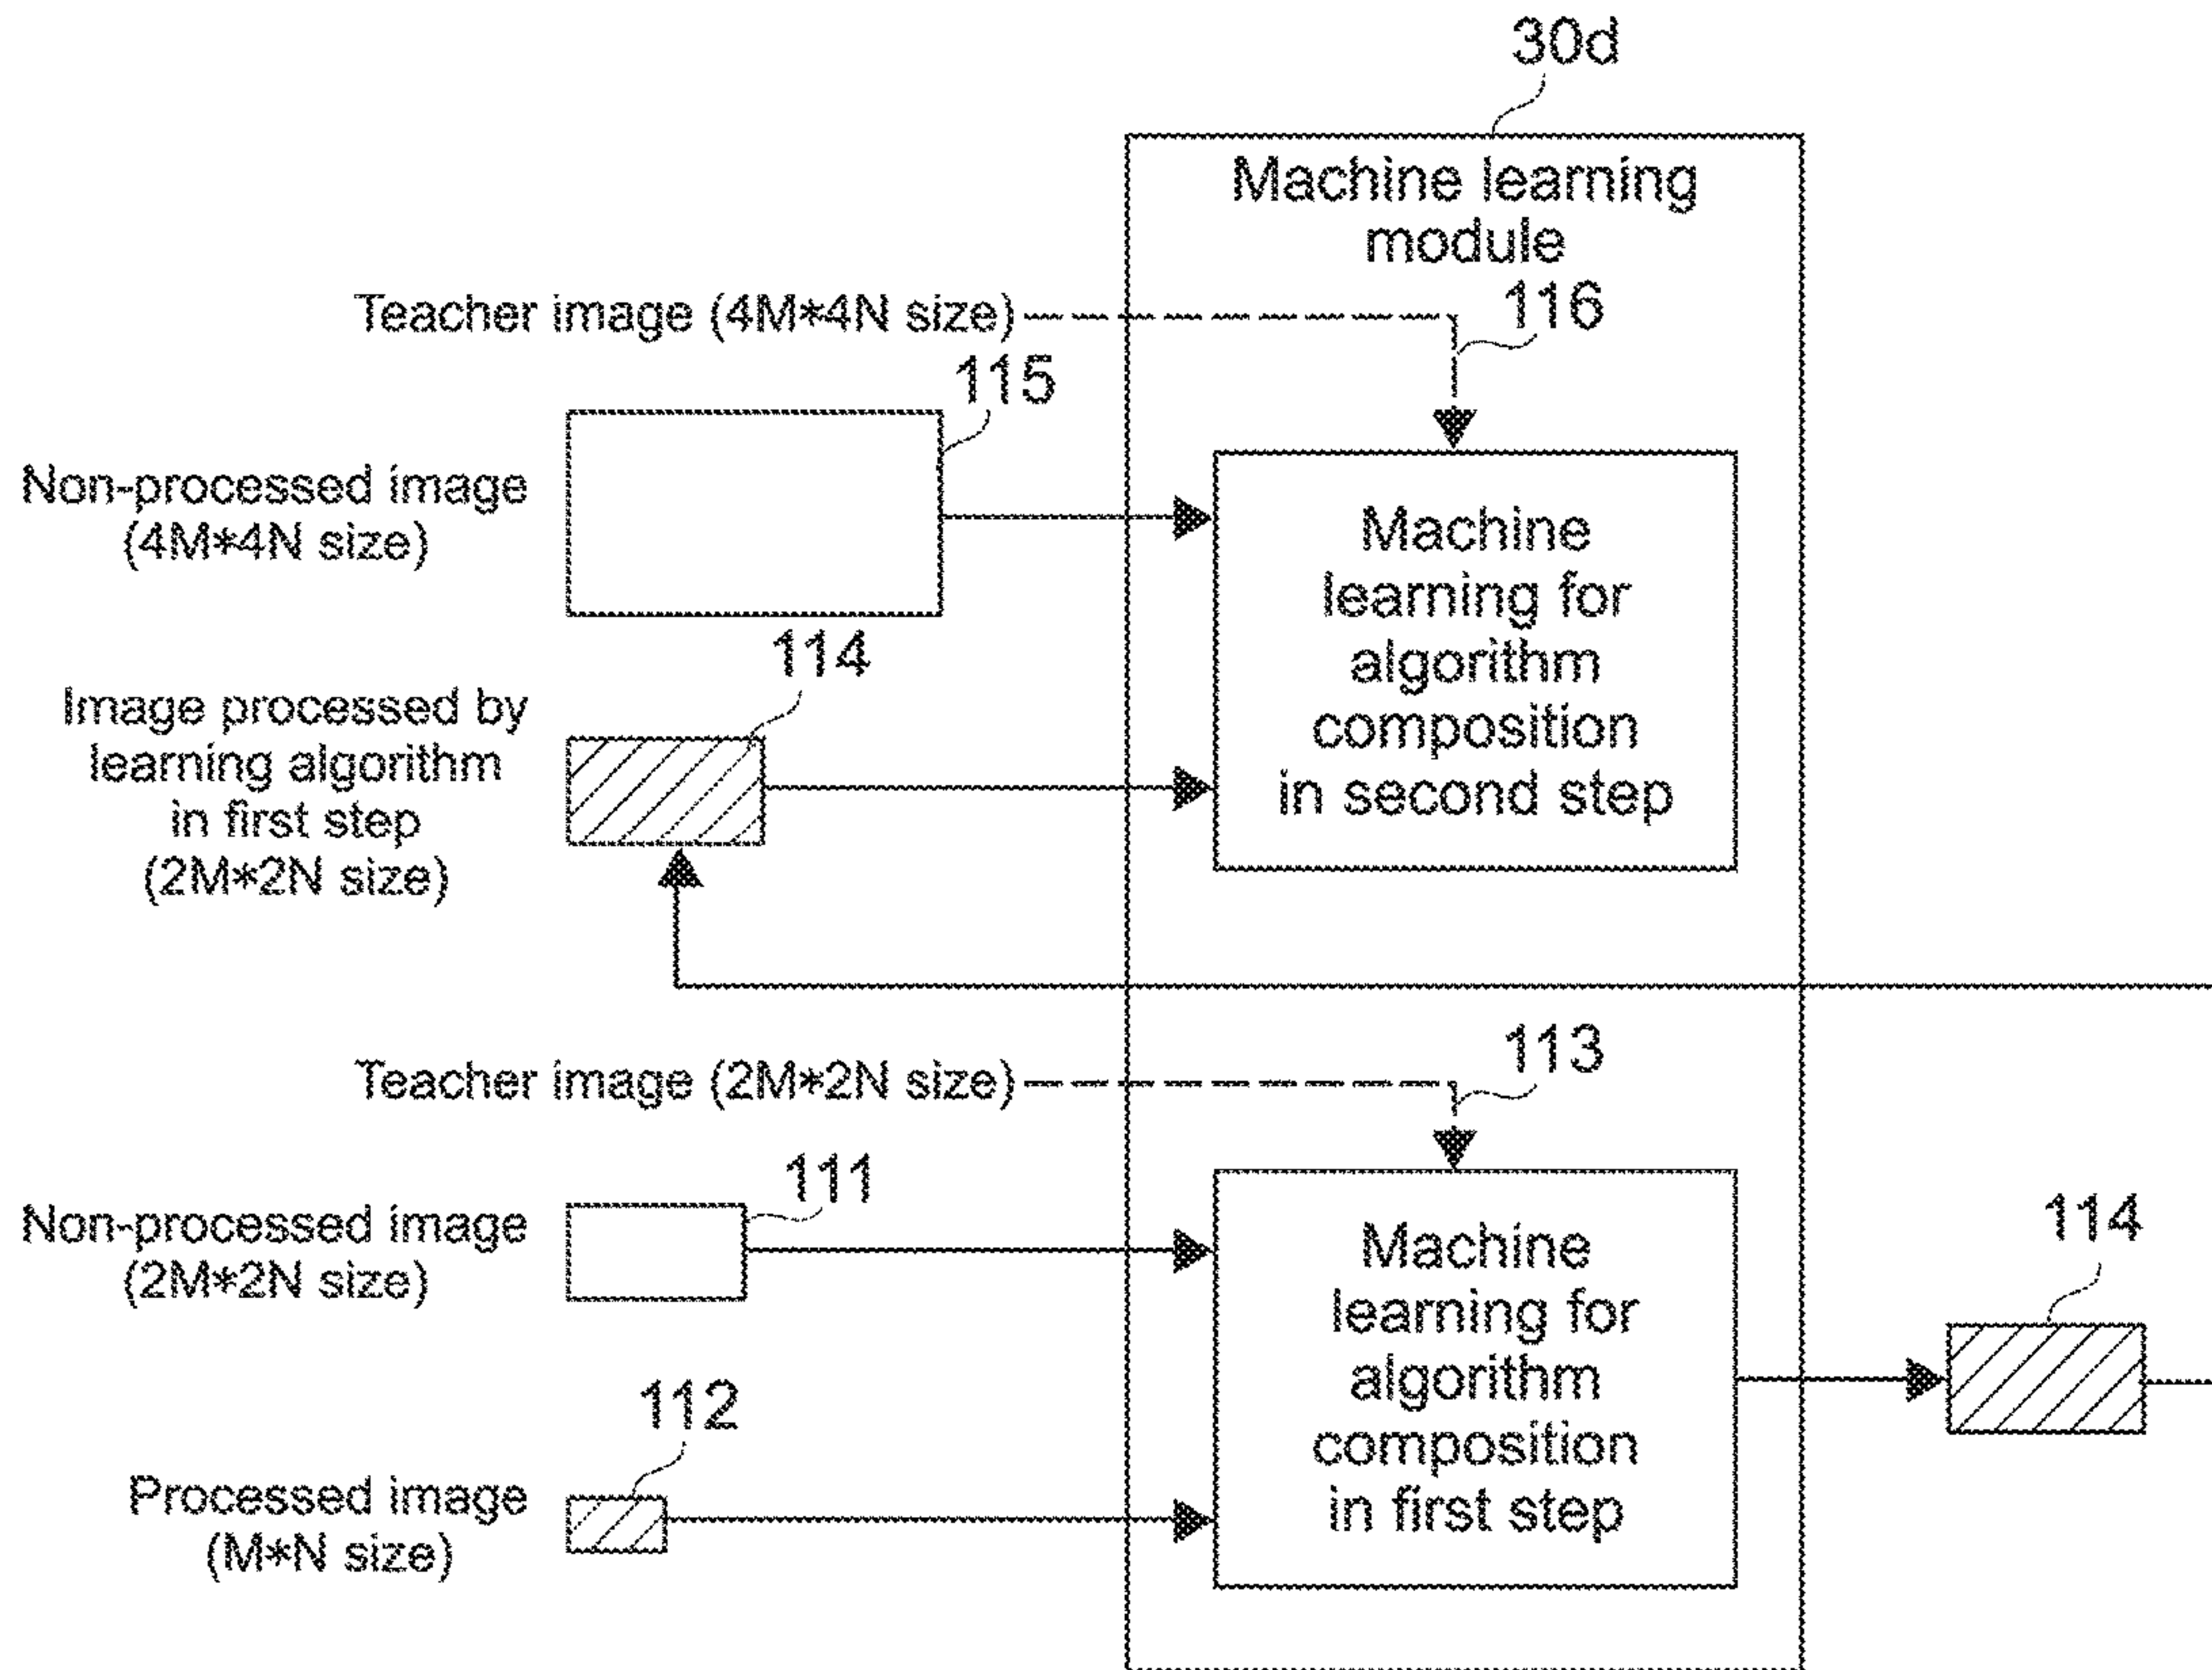 30d
Machine learning
module
Teacher image (4M*4N size)
116
115
Non-processed image
(4M*4N size)
Machine
learning for
algorithm
composition
in second step
114
Image processed by
learning algorithm
in first step
(2M*2N size)
Teacher image (2M*2N size)
113
111
Non-processed image
(2M*2N size)
Machine
learning for
algorithm
composition
in first step
114
112
Processed image
(M*N size)